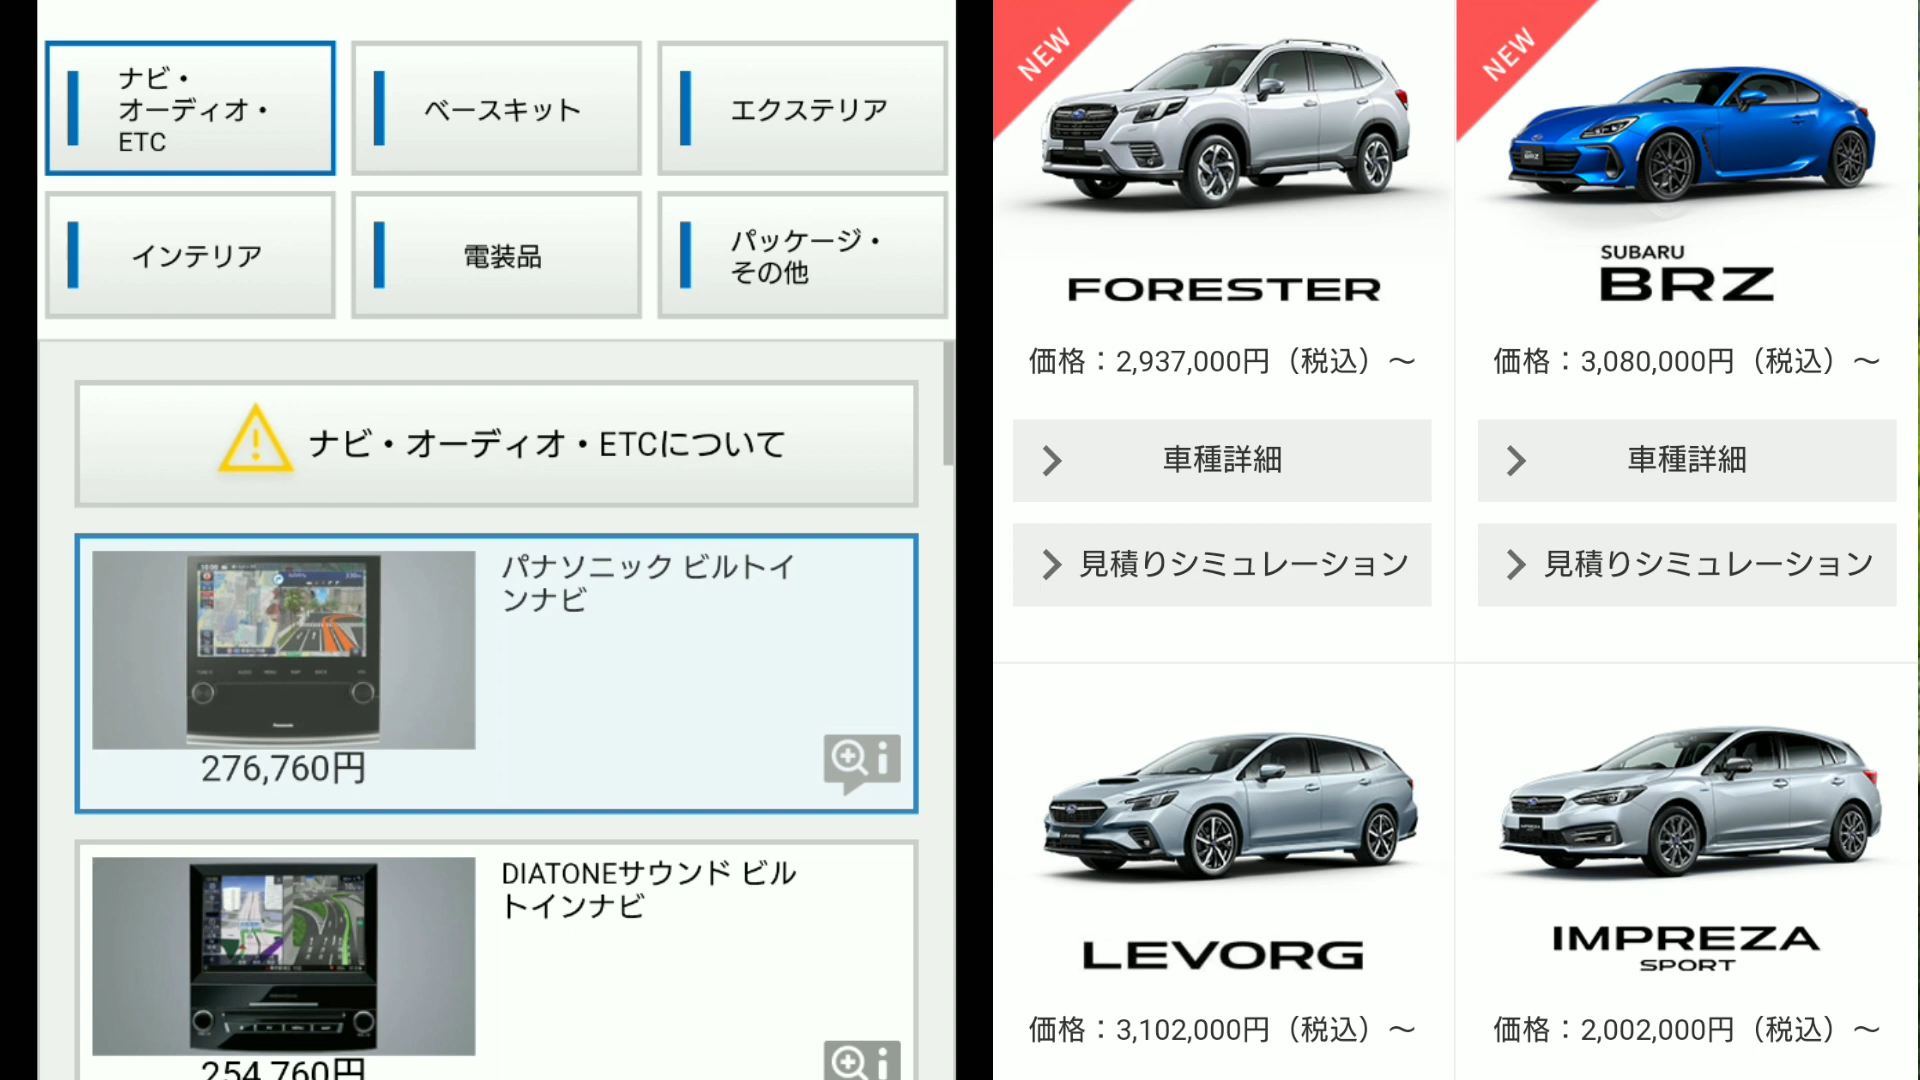 ナビ・
オーディオ・
ETC
ベースキット
エクステリア
インテリア
電装品
パッケージ・
その他
ナビ・オーディオ・ETCについて
パナソニック ビルトイ
ンナビ
276,760円
DIATONEサウンド ビル
トインナビ
254,760円
NEW
FORESTER
価格：2,937,000円（税込）～
車種詳細
見積りシミュレーション
NEW
SUBARU
BRZ
価格：3,080,000円（税込）～
車種詳細
見積りシミュレーション
LEVORG
価格：3,102,000円（税込）～
IMPREZA
SPORT
価格：2,002,000円（税込）～